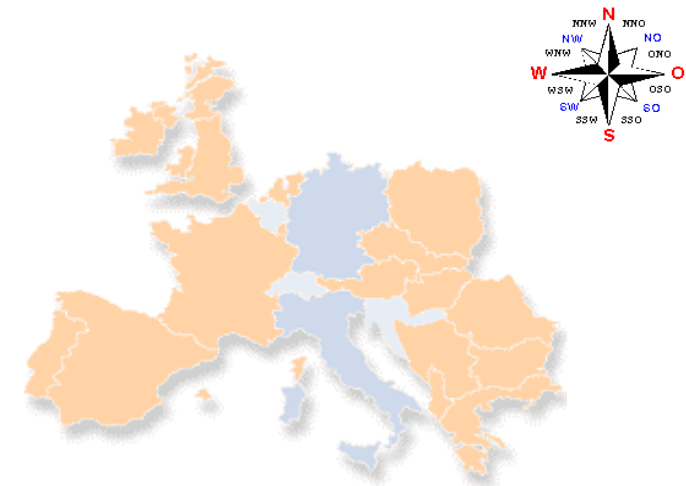 N
NNW NNO
NW NO
WNW ONO
W O
WSW OSO
SW SO
SSW SSO
S